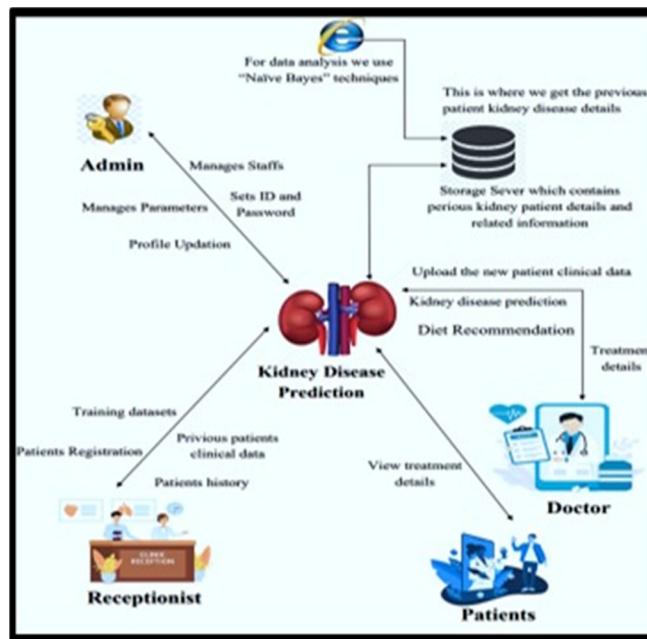 For data analysis we use
“Naïve Bayes” techniques
This is where we get the previous
patient kidney disease details
Admin
Manages Staffs
Sets ID and
Password
Manages Parameters
Profile Updation
Storage Sever which contains
perious kidney patient details and
related information
Upload the new patient clinical data
Kidney disease prediction
Diet Recommendation
Treatment
details
Kidney Disease
Prediction
Training datasets
Patients Registration
Privious patients
clinical data
Patients history
View treatment
details
CLINIC
RECEPTION
Receptionist
Patients
Doctor